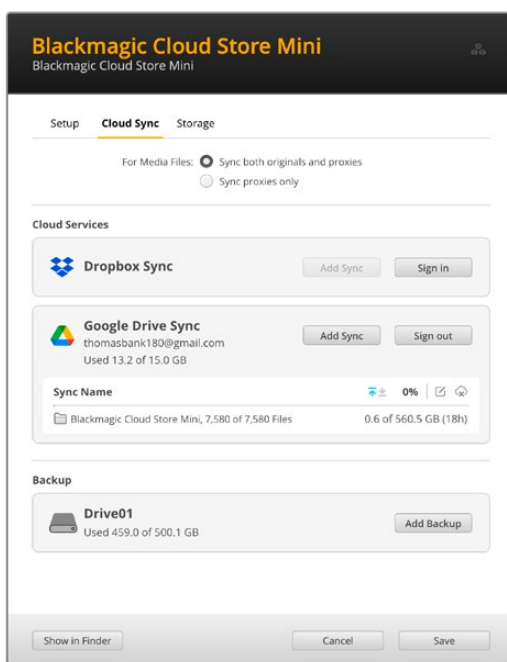 Blackmagic Cloud Store Mini
Blackmagic Cloud Store Mini
Setup Cloud Sync Storage
For Media Files: Sync both originals and proxies
Sync proxies only
Cloud Services
Dropbox Sync Add Sync Sign in
Google Drive Sync
thomasbank180@gmail.com Add Sync Sign out
Used 13.2 of 15.0 GB
Sync Name 0%
Blackmagic Cloud Store Mini, 7,580 of 7,580 Files 0.6 of 560.5 GB (18h)
Backup
Drive01
Used 459.0 of 500.1 GB Add Backup
Show in Finder Cancel Save